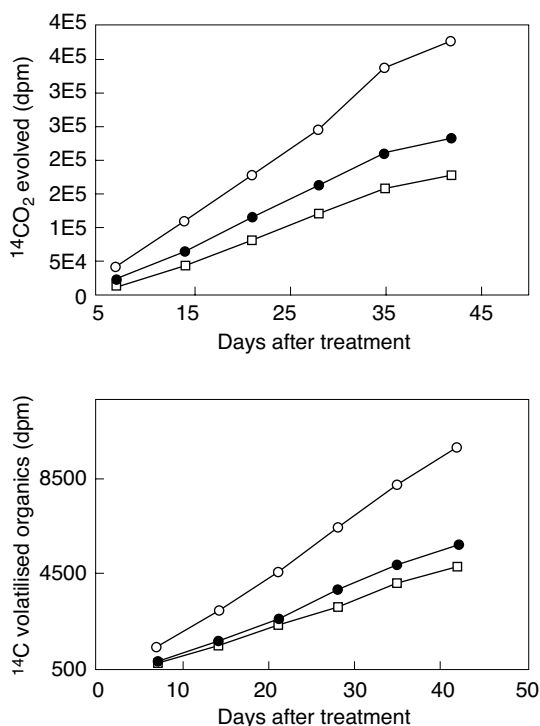 4E5
4E5
3E5
3E5
2E5
2E5
1E5
5E4
0
5 15 25 35 45
Days after treatment
¹⁴CO₂ evolved (dpm)
8500
4500
500
0 10 20 30 40 50
Days after treatment
¹⁴C volatilised organics (dpm)